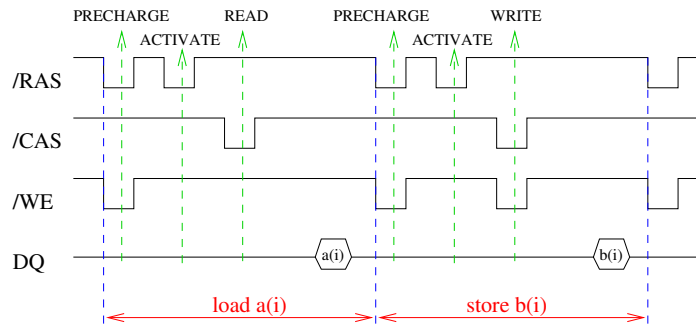 PRECHARGE READ PRECHARGE WRITE
ACTIVATE ACTIVATE
/RAS
/CAS
/WE
DQ a(i) b(i)
load a(i) store b(i)